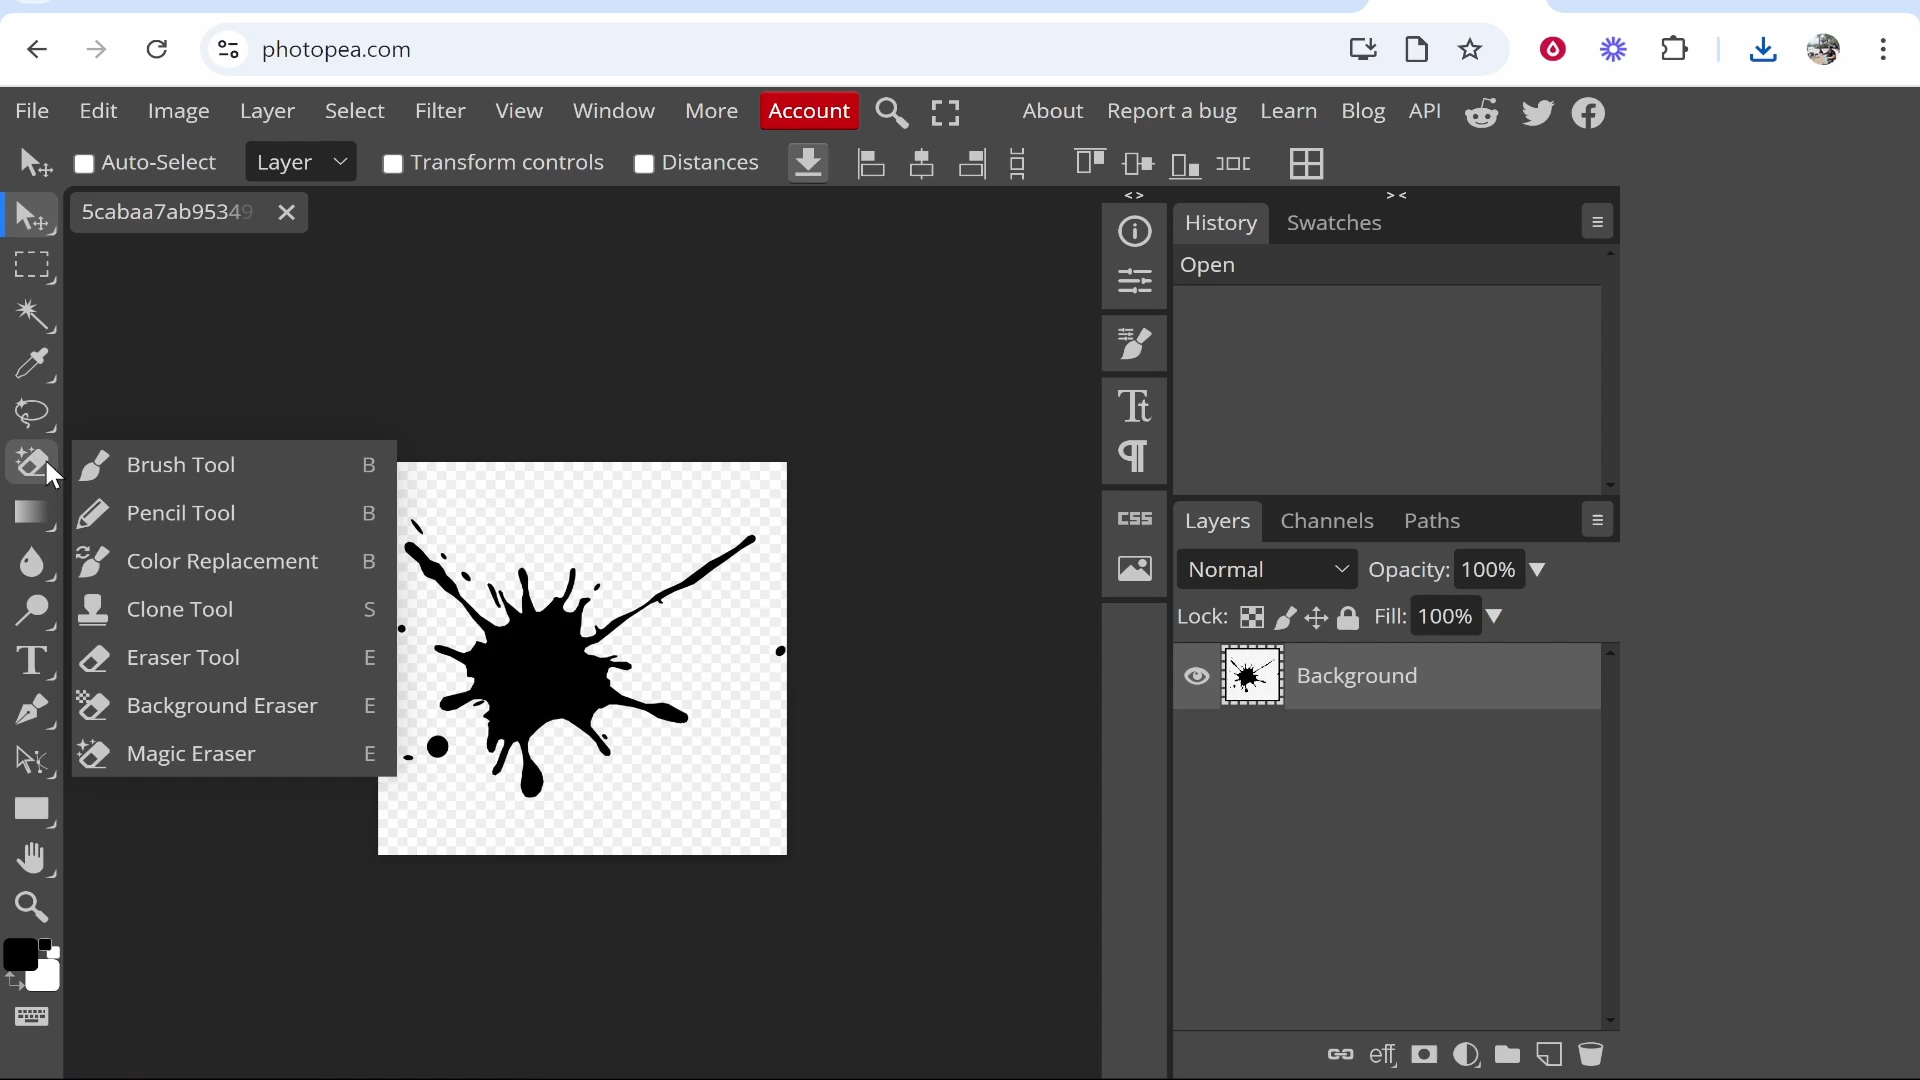 photopea.com
File Edit Image Layer Select Filter View Window More Account About Report a bug Learn Blog API
Auto-Select Layer Transform controls Distances
5cabaa7ab95349
History Swatches
Open
Brush Tool B
Pencil Tool B
Color Replacement B
Clone Tool S
Eraser Tool E
Background Eraser E
Magic Eraser E
Tt
CSS
Layers Channels Paths
Normal Opacity: 100%
Lock: Fill: 100%
Background
T
eff